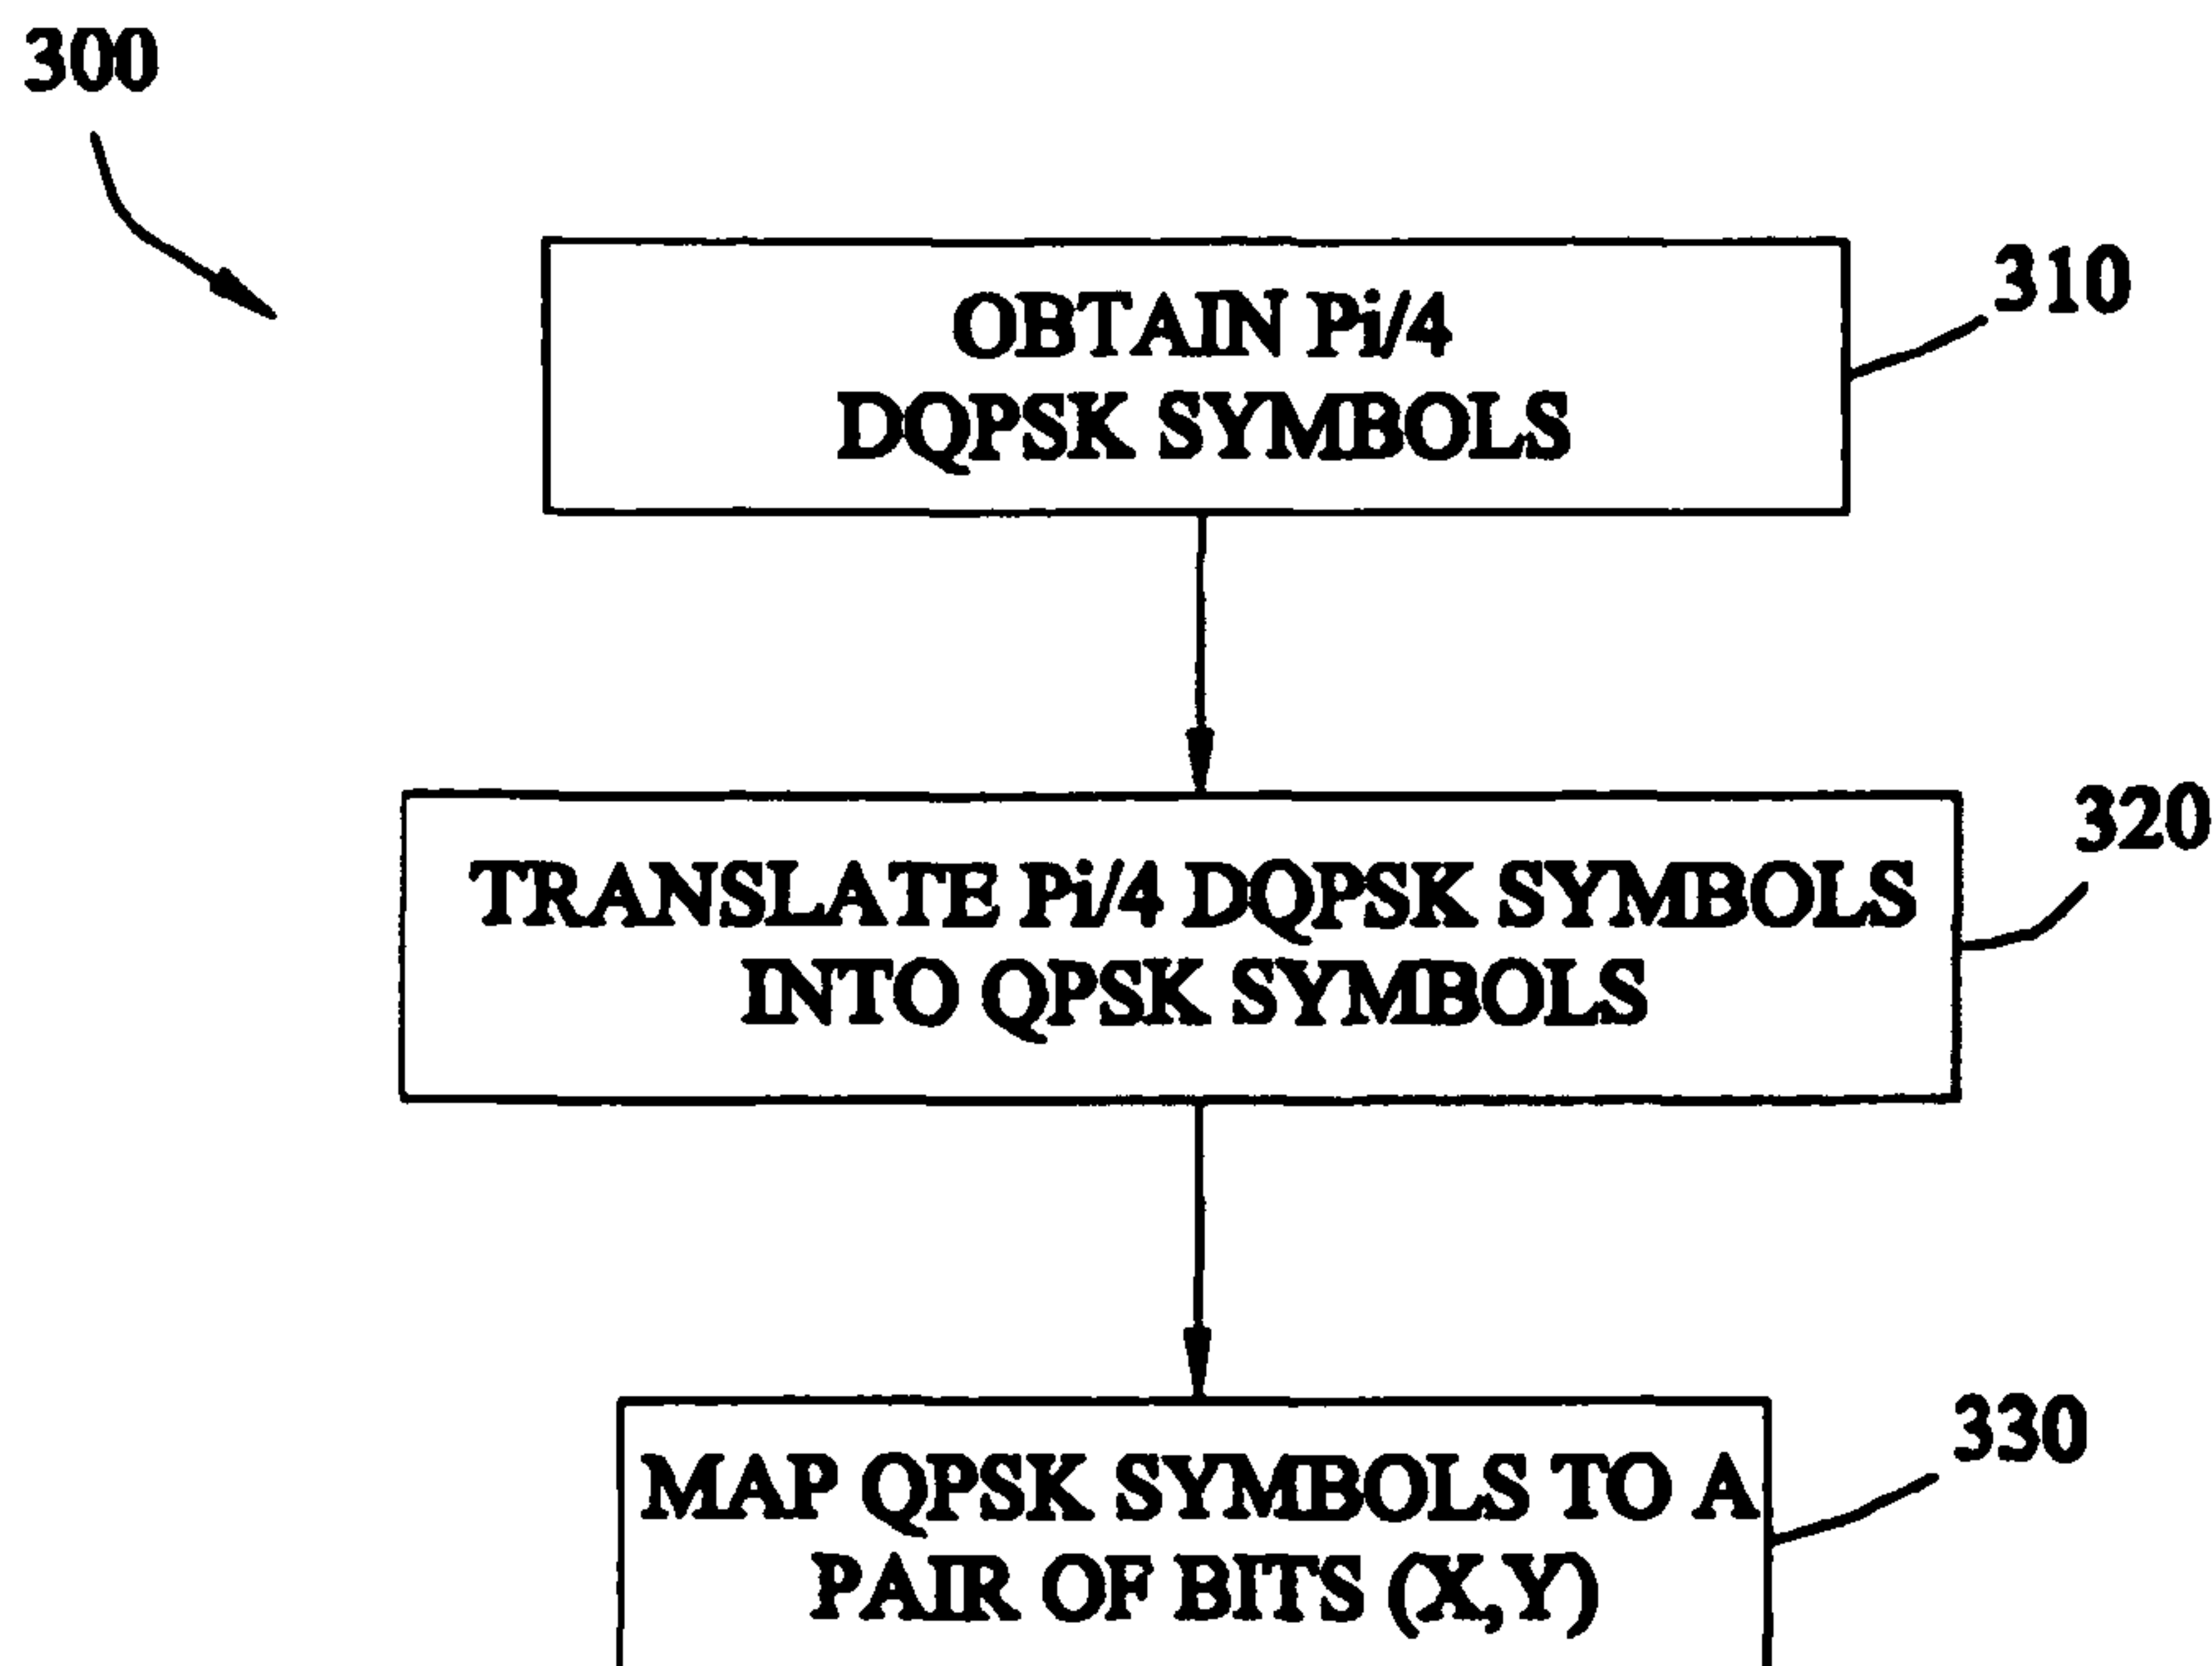 300
310
OBTAIN Pi/4
DQPSK SYMBOLS
320
TRANSLATE Pi/4 DQPSK SYMBOLS
INTO QPSK SYMBOLS
330
MAP QPSK SYMBOLS TO A
PAIR OF BITS (X,Y)